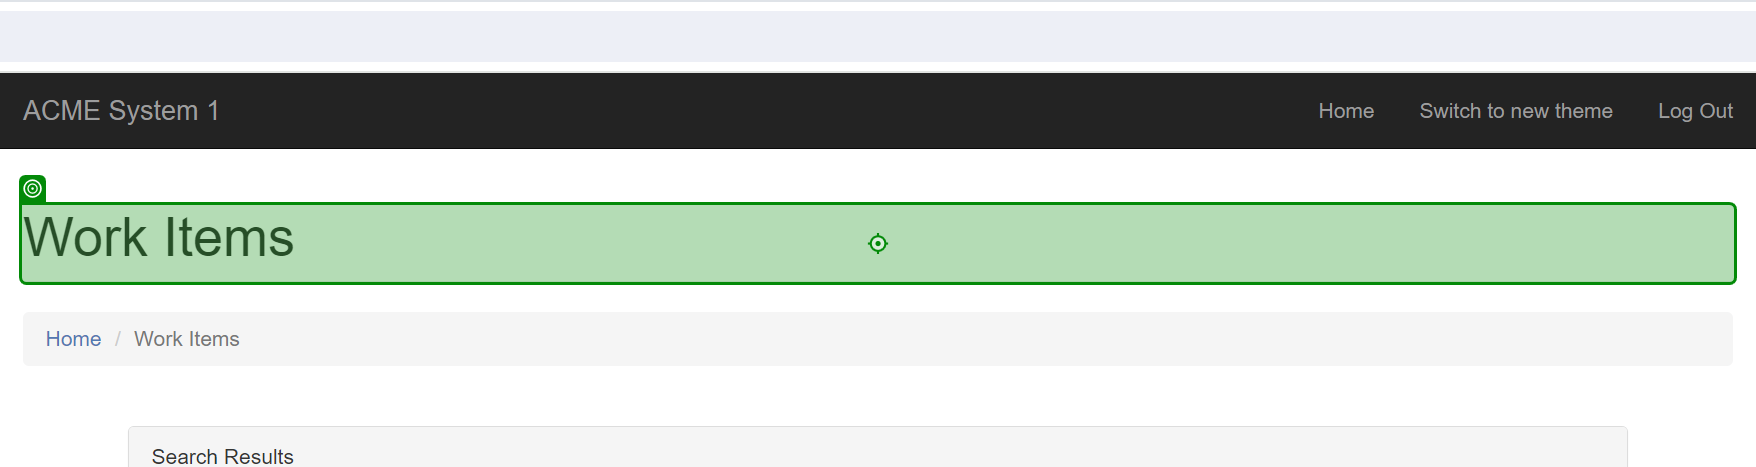 ACME System 1 Home Switch to new theme Log Out
Work Items
Home / Work Items
Search Results